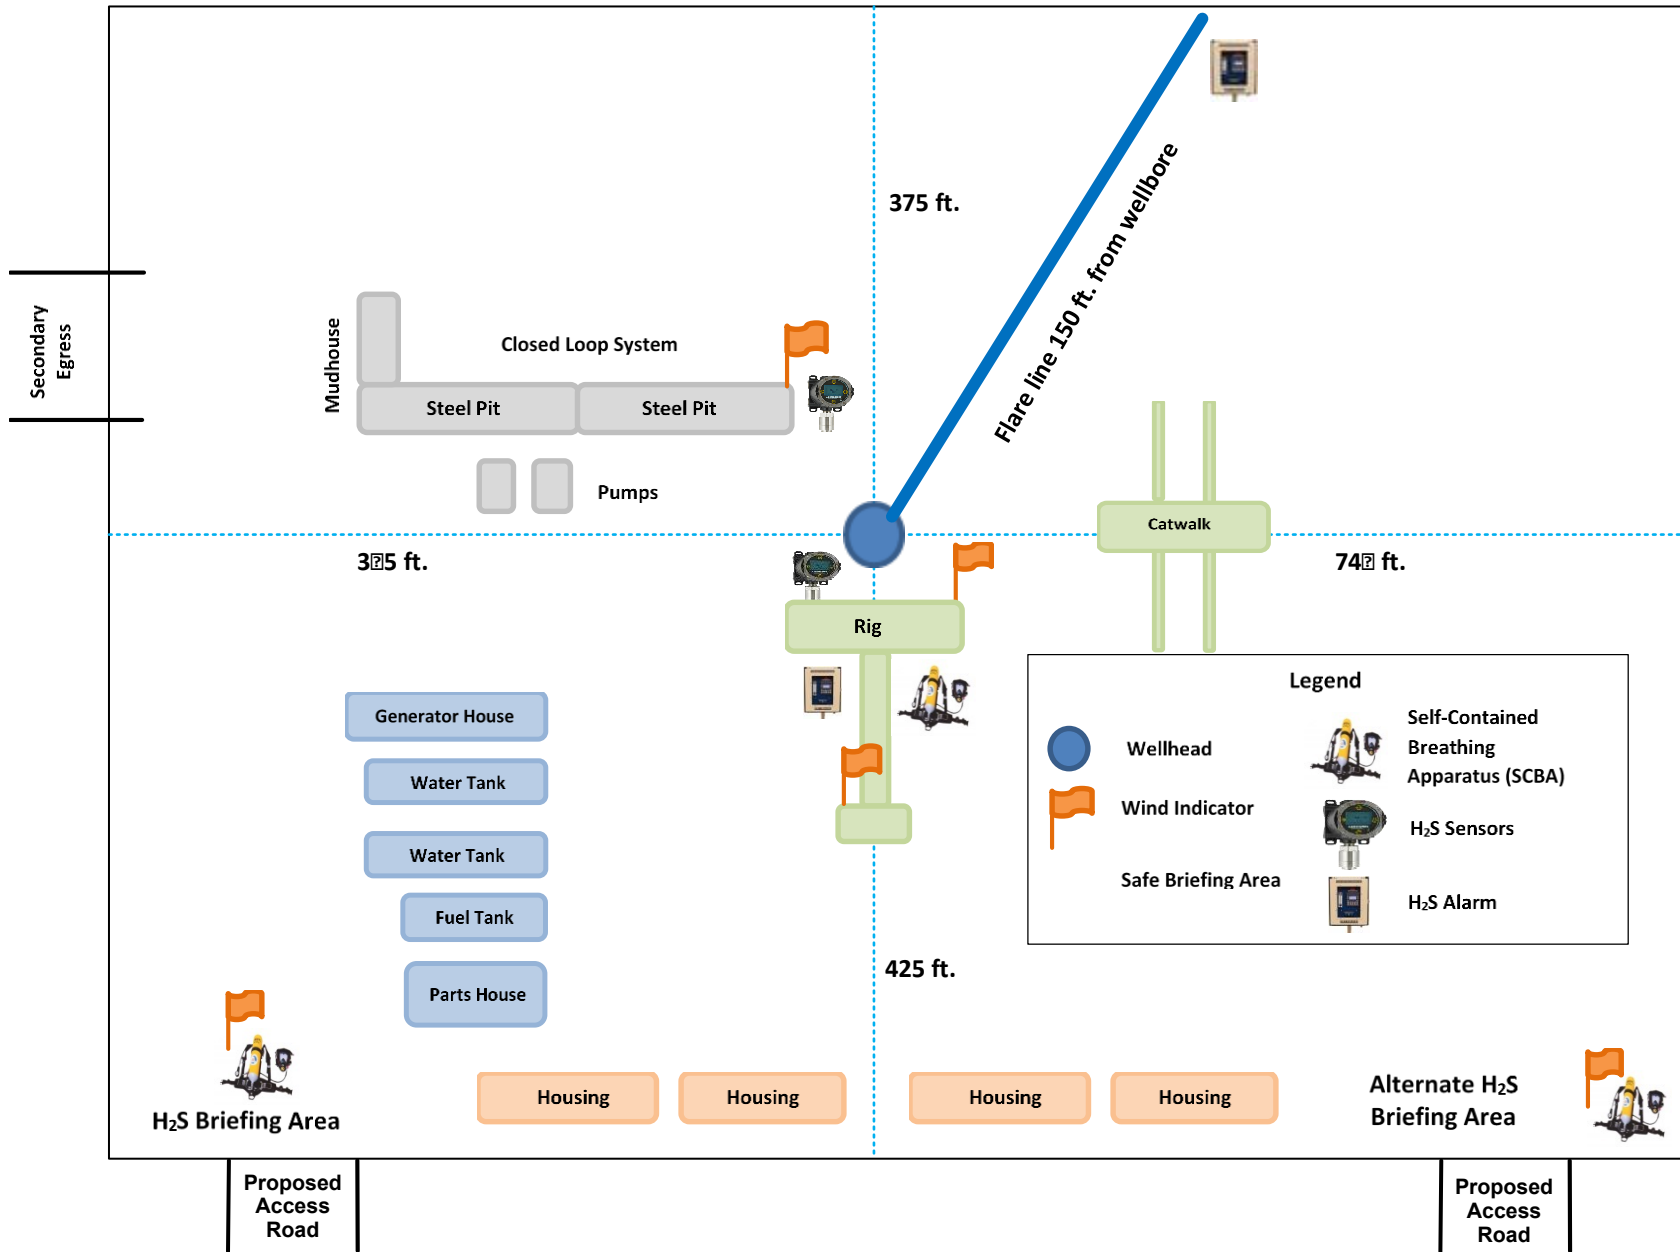 375 ft.
Flare line 150 ft. from wellbore
Secondary
Egress
Mudhouse
Closed Loop System
Steel Pit
Steel Pit
Pumps
Catwalk
Rig
Generator House
Water Tank
Water Tank
Fuel Tank
Parts House
425 ft.
Legend
Wellhead
Wind Indicator
Safe Briefing Area
Self-Contained
Breathing
Apparatus (SCBA)
H₂S Sensors
H₂S Alarm
H₂S Briefing Area
Housing
Housing
Housing
Housing
Alternate H₂S
Briefing Area
Proposed
Access
Road
Proposed
Access
Road